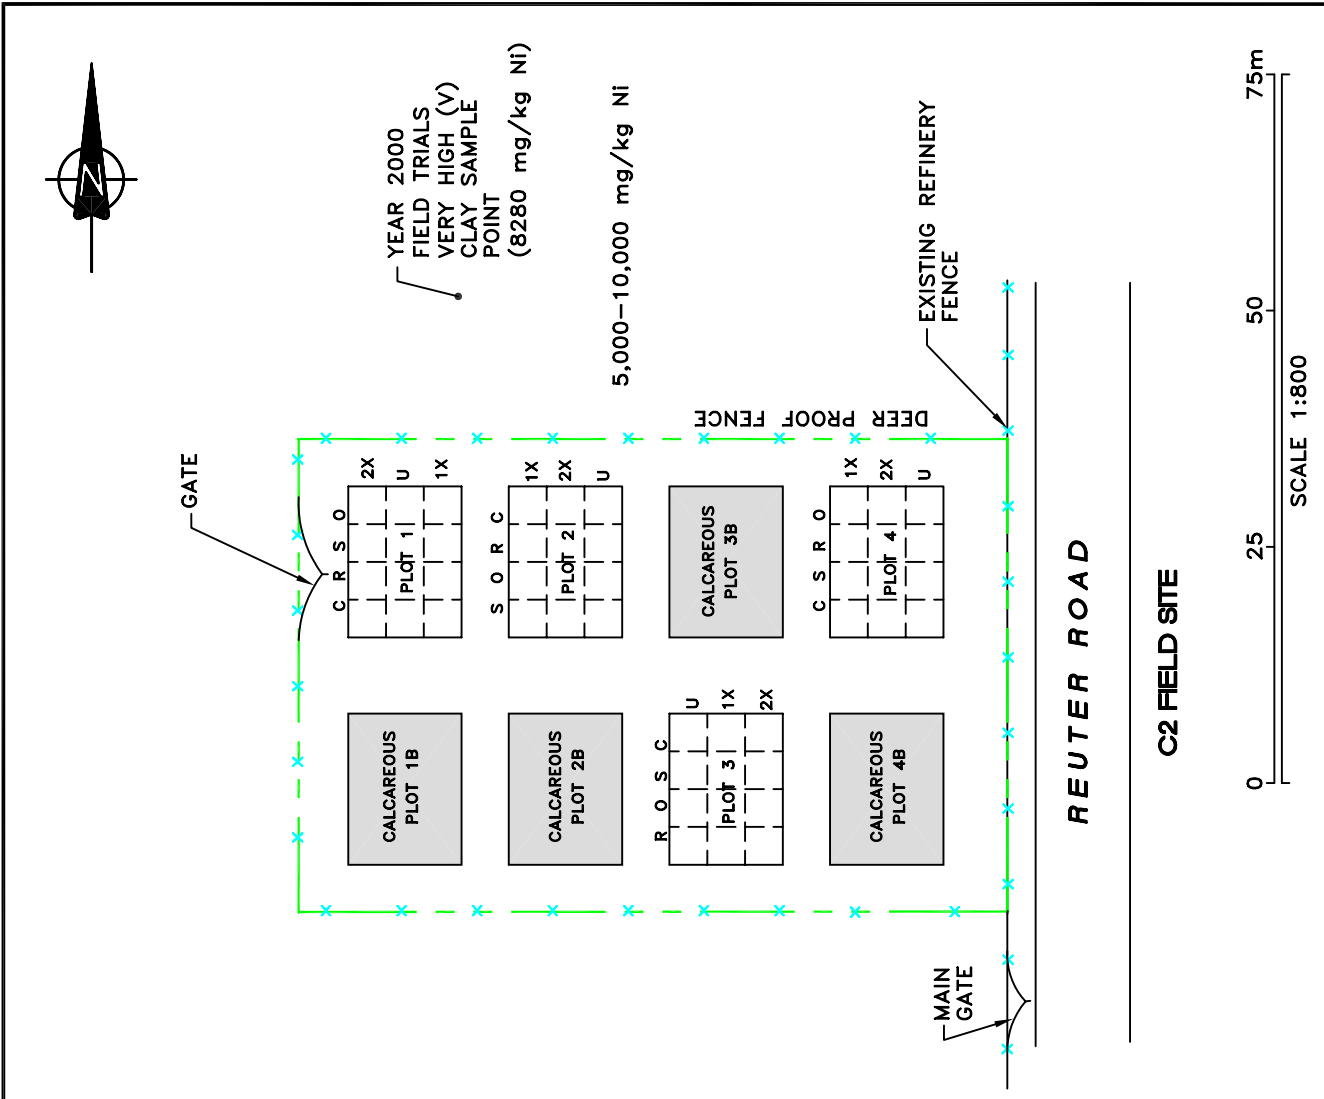 N
YEAR 2000
FIELD TRIALS
VERY HIGH (V)
CLAY SAMPLE
POINT
(8280 mg/kg Ni)
5,000–10,000 mg/kg Ni
GATE
EXISTING REFINERY
FENCE
DEER PROOF FENCE
C R S O
PLOT 1
2X
U
1X
S O R C
PLOT 2
1X
2X
U
CALCAREOUS
PLOT 3B
C S R O
PLOT 4
1X
2X
U
CALCAREOUS
PLOT 1B
CALCAREOUS
PLOT 2B
R O S C
PLOT 3
U
1X
2X
CALCAREOUS
PLOT 4B
MAIN
GATE
REUTER ROAD
C2 FIELD SITE
0 25 50 75m
SCALE 1:800